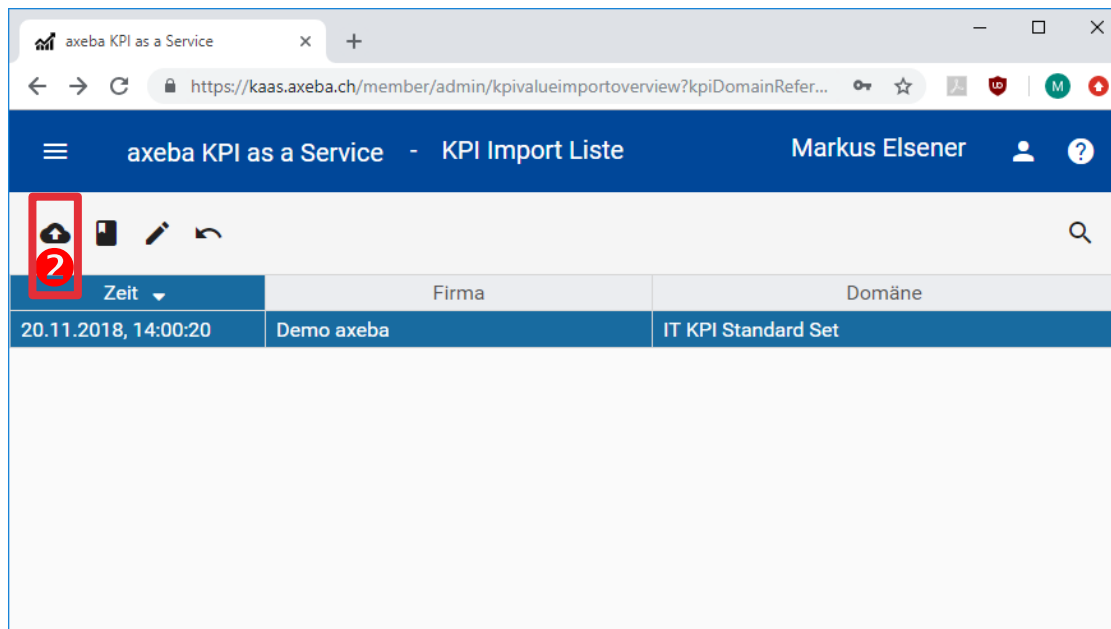 axeba KPI as a Service
https://kaas.axeba.ch/member/admin/kpivalueimportoverview?kpiDomainRefer...
M
axeba KPI as a Service - KPI Import Liste Markus Elsener
?
2
Zeit Firma Domäne
20.11.2018, 14:00:20 Demo axeba IT KPI Standard Set